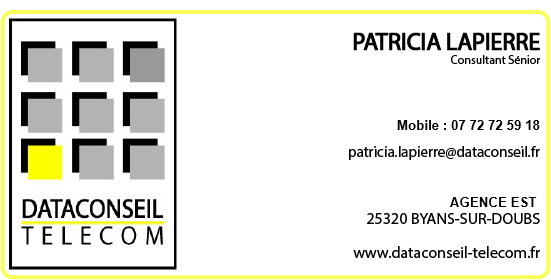 DATACONSEIL
TELECOM
PATRICIA LAPIERRE
Consultant Sénior
Mobile : 07 72 72 59 18
patricia.lapierre@dataconseil.fr
AGENCE EST
25320 BYANS-SUR-DOUBS
www.dataconseil-telecom.fr